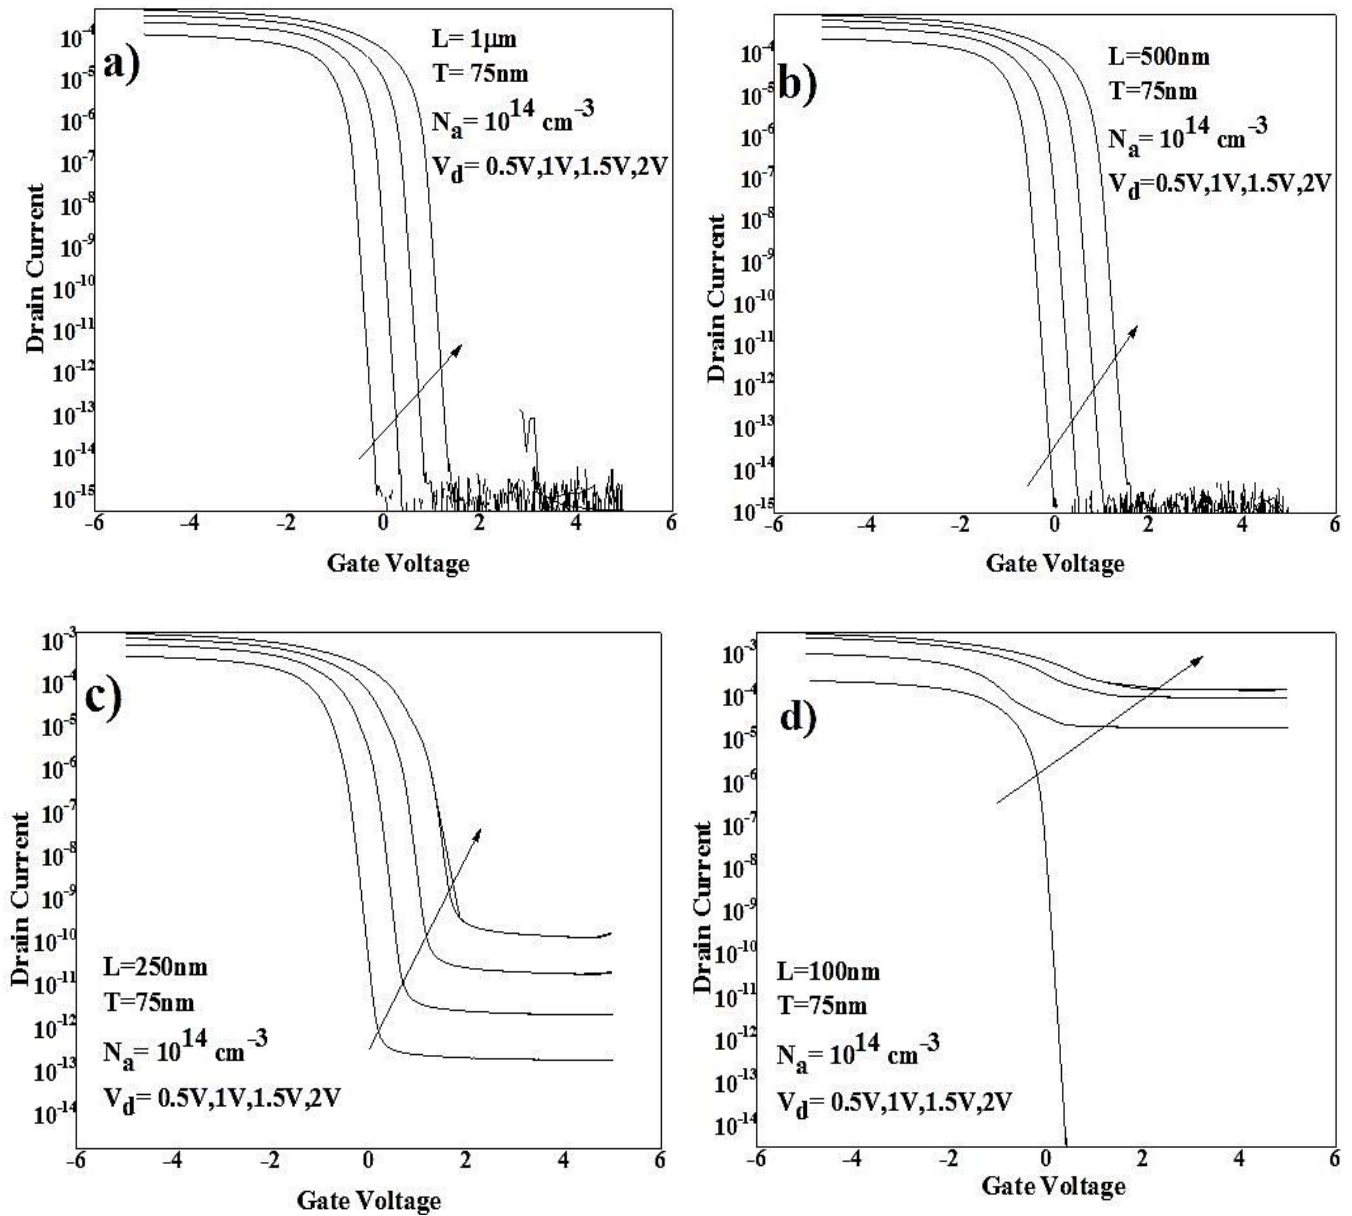 a)
L= 1μm
T= 75nm
Na= 10^14 cm^-3
Vd= 0.5V,1V,1.5V,2V
Drain Current
10^-4
10^-5
10^-6
10^-7
10^-8
10^-9
10^-10
10^-11
10^-12
10^-13
10^-14
10^-15
-6 -4 -2 0 2 4 6
Gate Voltage
b)
L=500nm
T=75nm
Na= 10^14 cm^-3
Vd=0.5V,1V,1.5V,2V
Drain Current
10^-4
10^-5
10^-6
10^-7
10^-8
10^-9
10^-10
10^-11
10^-12
10^-13
10^-14
10^-15
-6 -4 -2 0 2 4 6
Gate Voltage
c)
Drain Current
10^-3
10^-4
10^-5
10^-6
10^-7
10^-8
10^-9
10^-10
10^-11
10^-12
10^-13
10^-14
L=250nm
T=75nm
Na= 10^14 cm^-3
Vd= 0.5V,1V,1.5V,2V
-6 -4 -2 0 2 4 6
Gate Voltage
d)
Drain Current
10^-3
10^-4
10^-5
10^-6
10^-7
10^-8
10^-9
10^-10
10^-11
10^-12
10^-13
10^-14
L=100nm
T=75nm
Na= 10^14 cm^-3
Vd= 0.5V,1V,1.5V,2V
-6 -4 -2 0 2 4 6
Gate Voltage